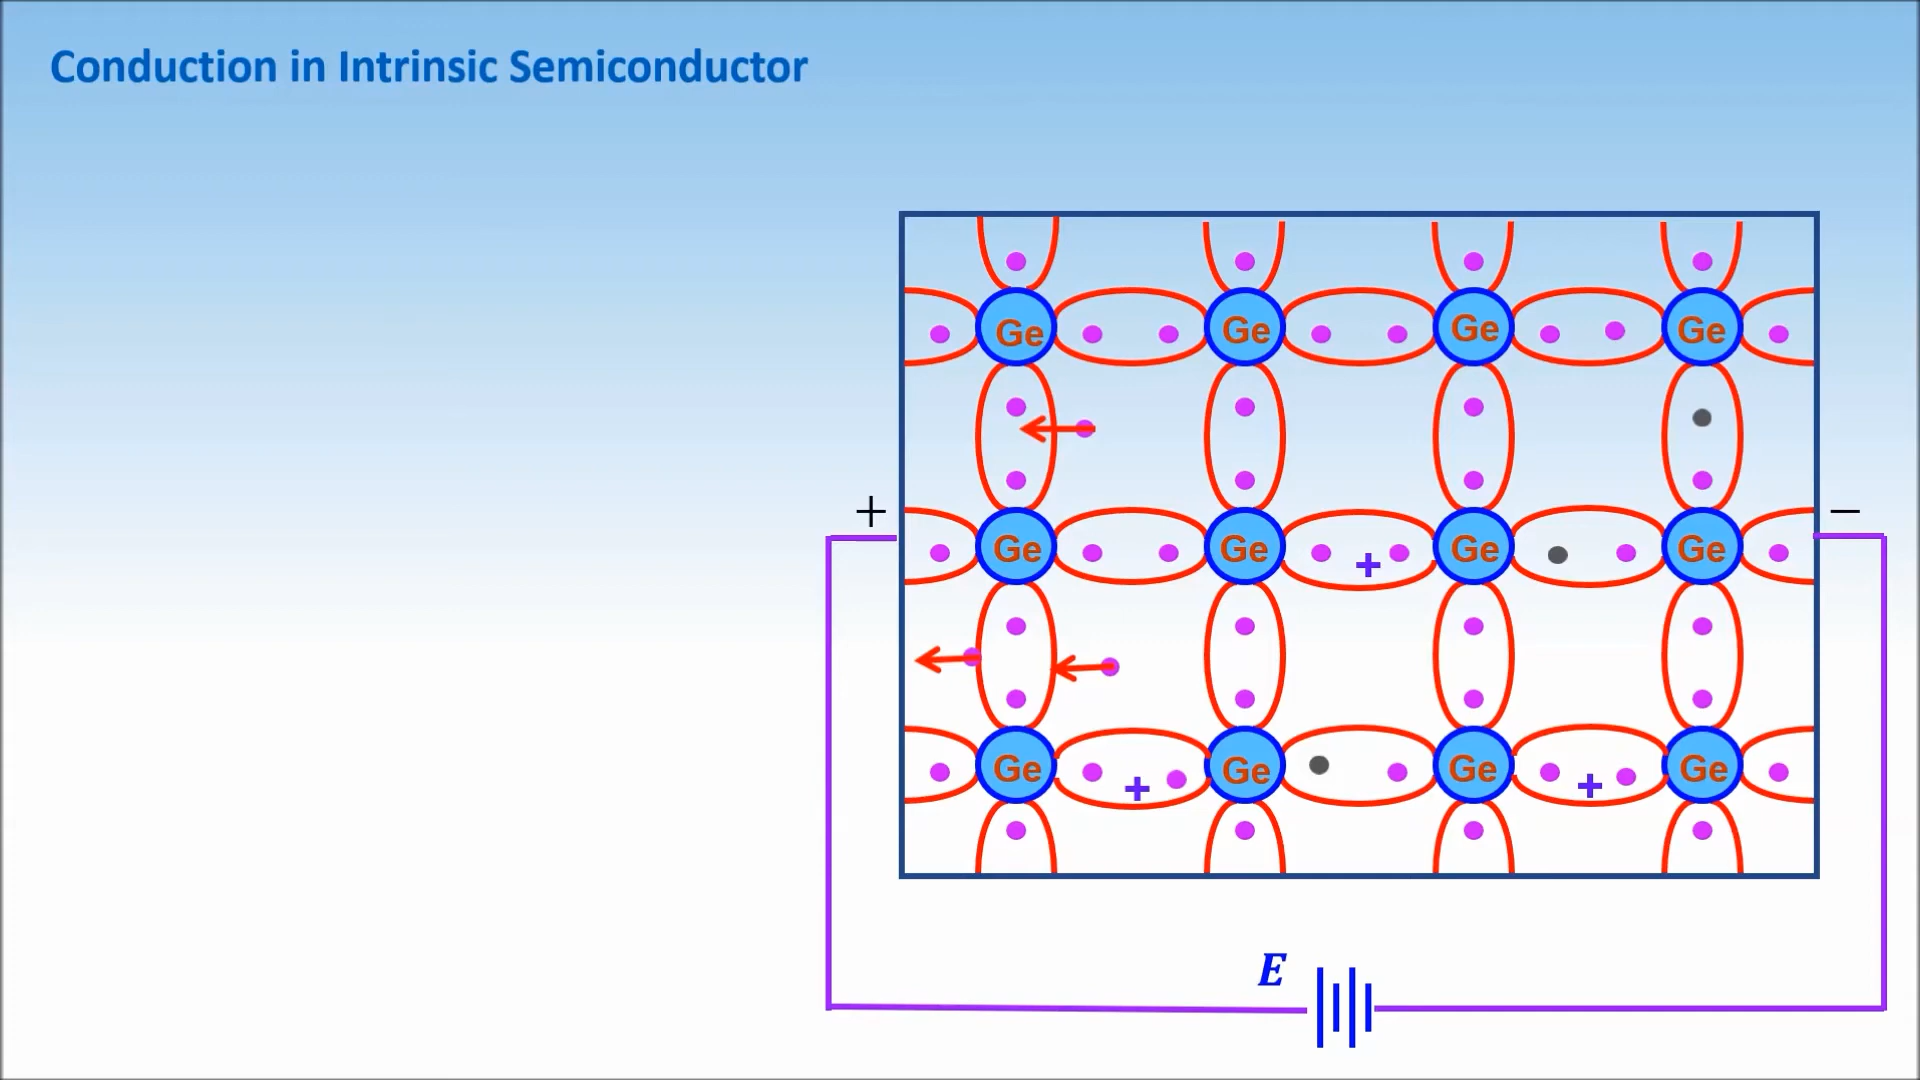 Conduction in Intrinsic Semiconductor
Ge Ge Ge Ge
+ −
Ge Ge + Ge Ge
Ge + Ge Ge + Ge
E